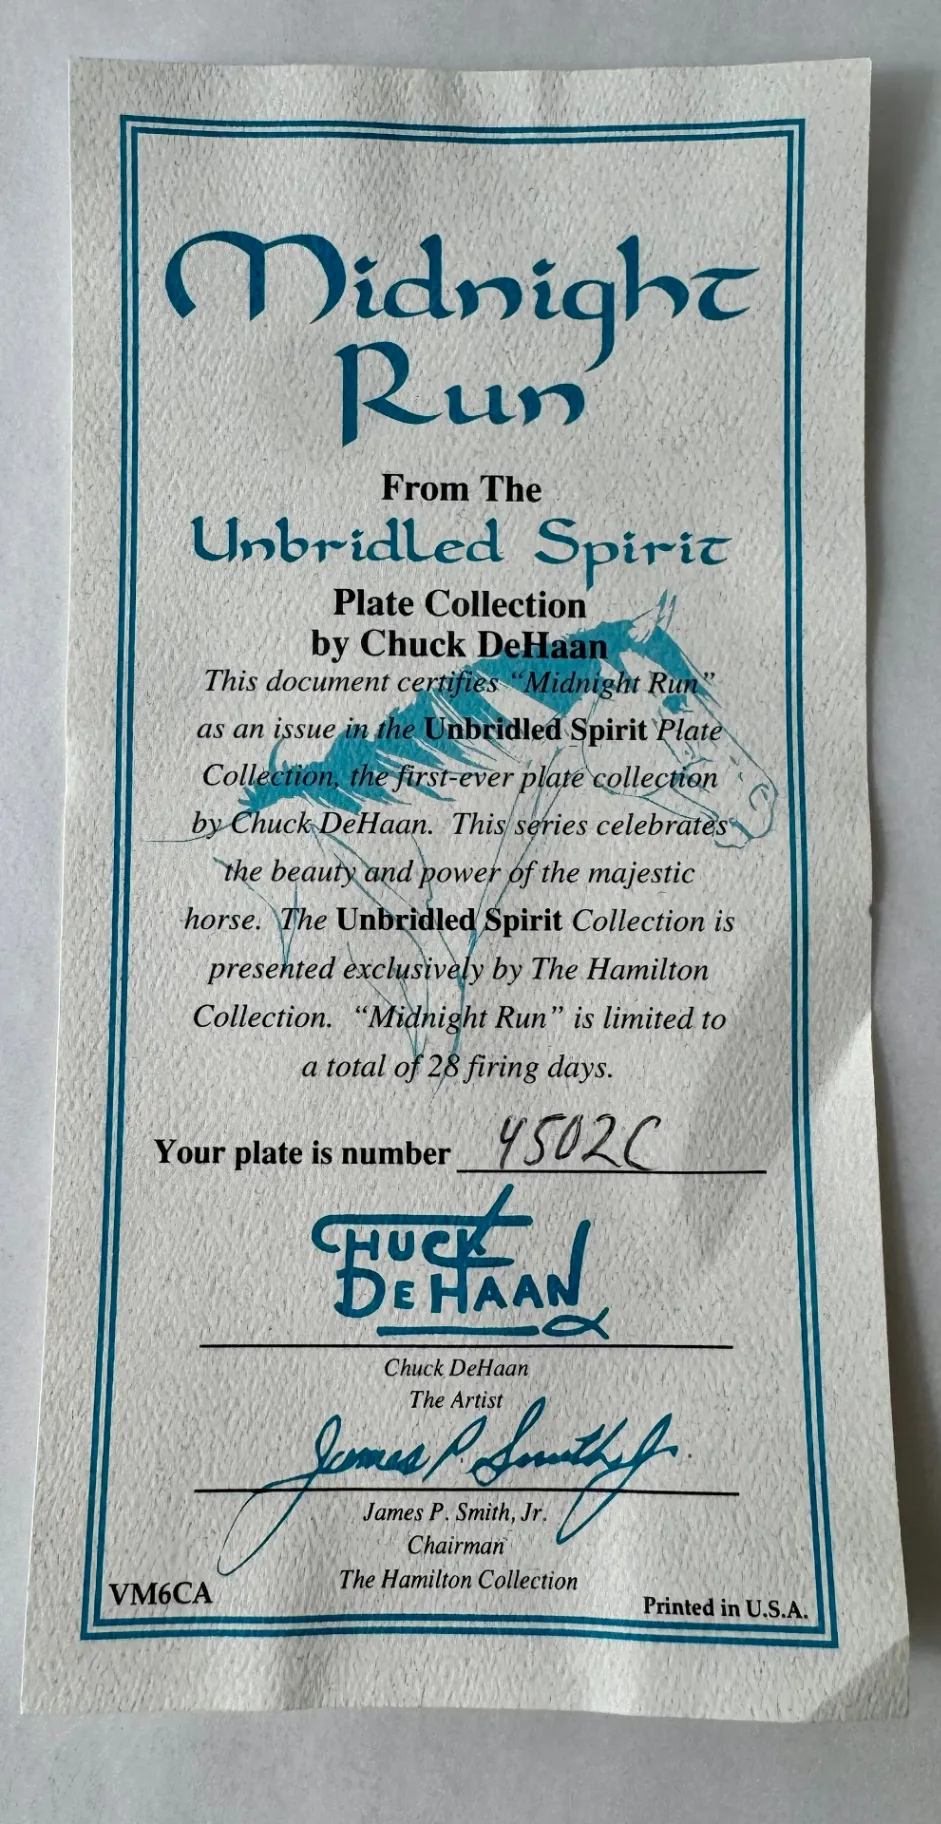 Midnight
Run
From The
Unbridled Spirit
Plate Collection
by Chuck DeHaan
This document certifies “Midnight Run”
as an issue in the Unbridled Spirit Plate
Collection, the first-ever plate collection
by Chuck DeHaan. This series celebrates
the beauty and power of the majestic
horse. The Unbridled Spirit Collection is
presented exclusively by The Hamilton
Collection. “Midnight Run” is limited to
a total of 28 firing days.
Your plate is number 4502C
CHUCK
DEHAAN
Chuck DeHaan
The Artist
James P. Smith, Jr.
James P. Smith, Jr.
Chairman
The Hamilton Collection
VM6CA
Printed in U.S.A.